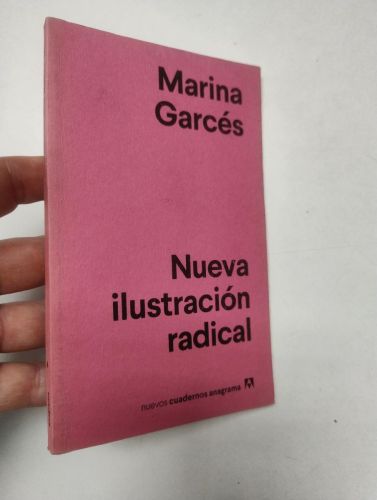 Marina
Garcés
Nueva
ilustración
radical
nuevos cuadernos anagrama